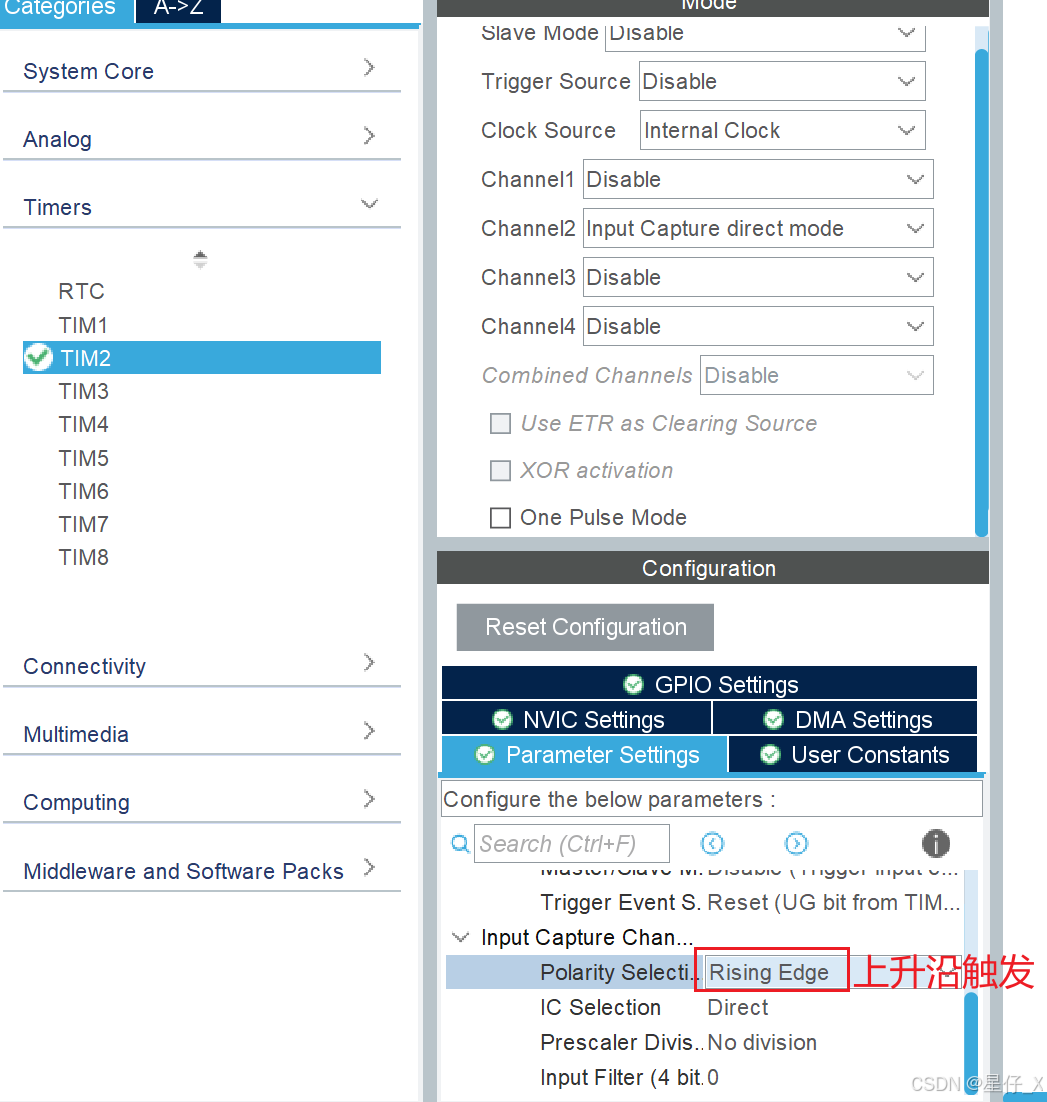 Categories
A->Z
System Core
Analog
Timers
RTC
TIM1
TIM2
TIM3
TIM4
TIM5
TIM6
TIM7
TIM8
Connectivity
Multimedia
Computing
Middleware and Software Packs
Mode
Slave Mode Disable
Trigger Source Disable
Clock Source Internal Clock
Channel1 Disable
Channel2 Input Capture direct mode
Channel3 Disable
Channel4 Disable
Combined Channels Disable
Use ETR as Clearing Source
XOR activation
One Pulse Mode
Configuration
Reset Configuration
GPIO Settings
NVIC Settings
DMA Settings
Parameter Settings
User Constants
Configure the below parameters :
Search (Ctrl+F)
Master/Slave M. Disable (Trigger input e...
Trigger Event S. Reset (UG bit from TIM...
Input Capture Chan...
Polarity Selecti.. Rising Edge 上升沿触发
IC Selection Direct
Prescaler Divis.. No division
Input Filter (4 bit. 0
CSDN @星仔_X